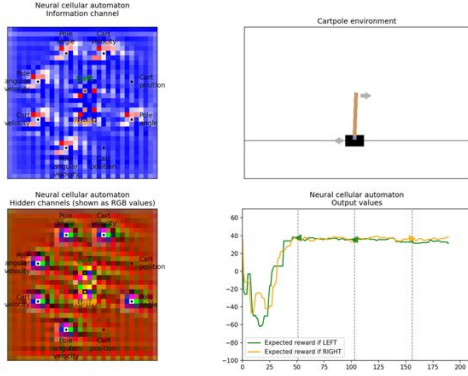 Neural cellular automaton
Information channel
Pole
angle
Cart
velocity
Pole
angular
velocity
Cart
position
Cart
velocity
Pole
angle
Pole
angular
velocity
Cart
position
Cartpole environment
Neural cellular automaton
Hidden channels (shown as RGB values)
Pole
angle
Cart
velocity
Pole
angular
velocity
Cart
position
Cart
velocity
Pole
angle
Pole
angular
velocity
Cart
position
Neural cellular automaton
Output values
60
40
20
0
−20
−40
−60
−80
−100
Expected reward if LEFT
Expected reward if RIGHT
0
25
50
75
100
125
150
175
200